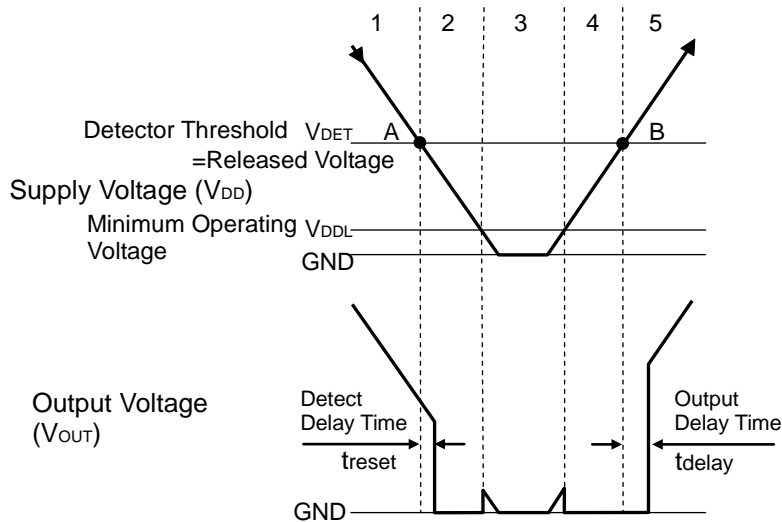 1 2 3 4 5
Detector Threshold VDET A B
=Released Voltage
Supply Voltage (VDD)
Minimum Operating VDDL
Voltage
GND
Output Voltage
(VOUT)
Detect
Delay Time
treset
Output
Delay Time
tdelay
GND